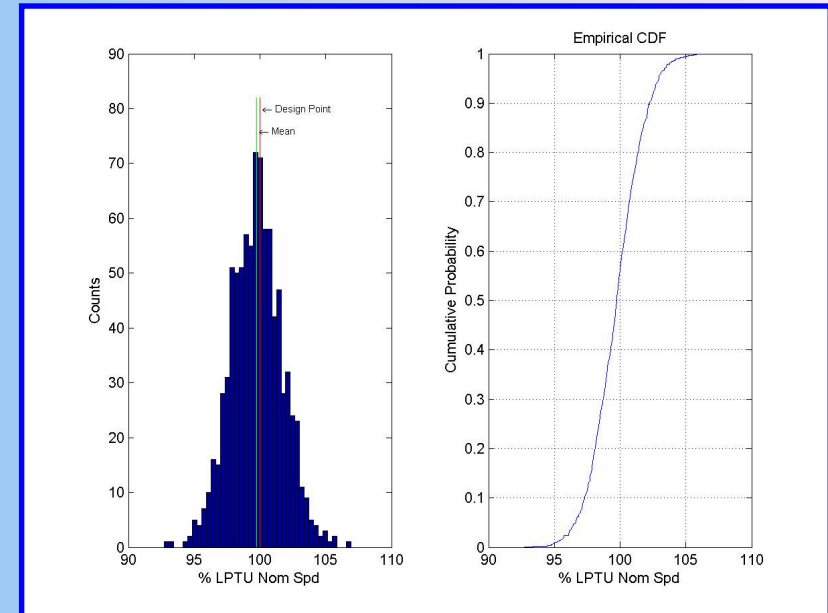 90
80
70
60
50
40
30
20
10
0
Counts
← Design Point
← Mean
90 95 100 105 110
% LPTU Nom Spd
Empirical CDF
1
0.9
0.8
0.7
0.6
0.5
0.4
0.3
0.2
0.1
0
Cumulative Probability
90 95 100 105 110
% LPTU Nom Spd